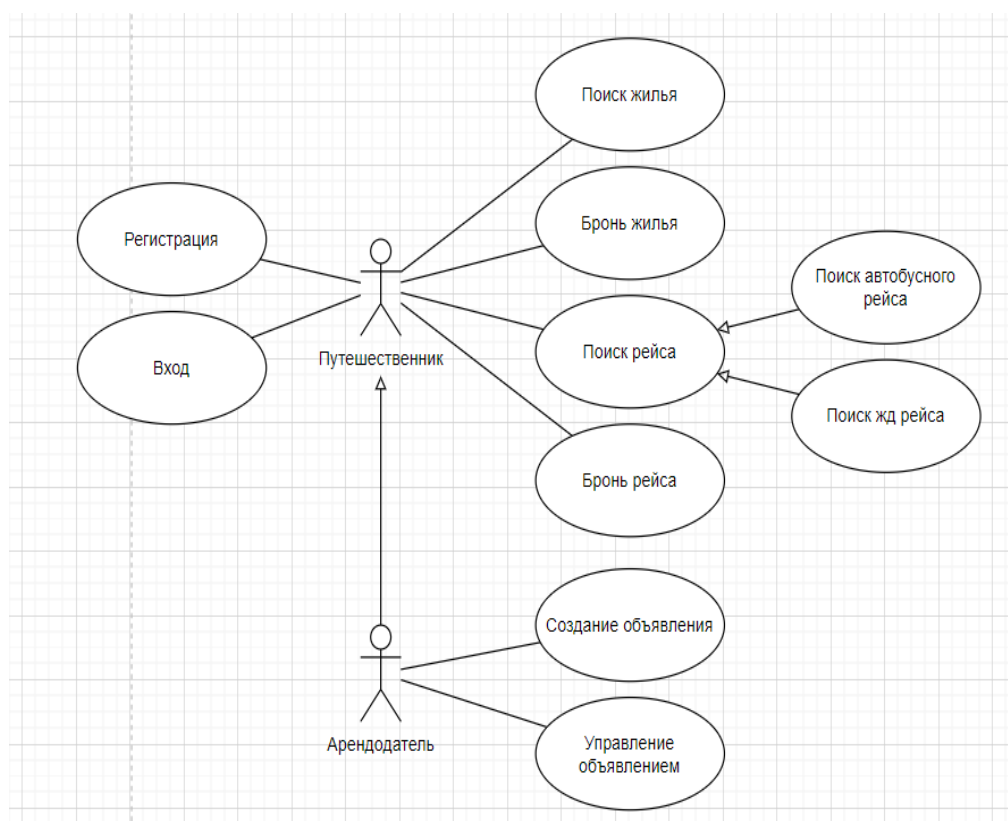 Поиск жилья
Бронь жилья
Регистрация
Поиск автобусного
рейса
Путешественник
Поиск рейса
Вход
Поиск жд рейса
Бронь рейса
Создание объявления
Арендодатель
Управление
объявлением